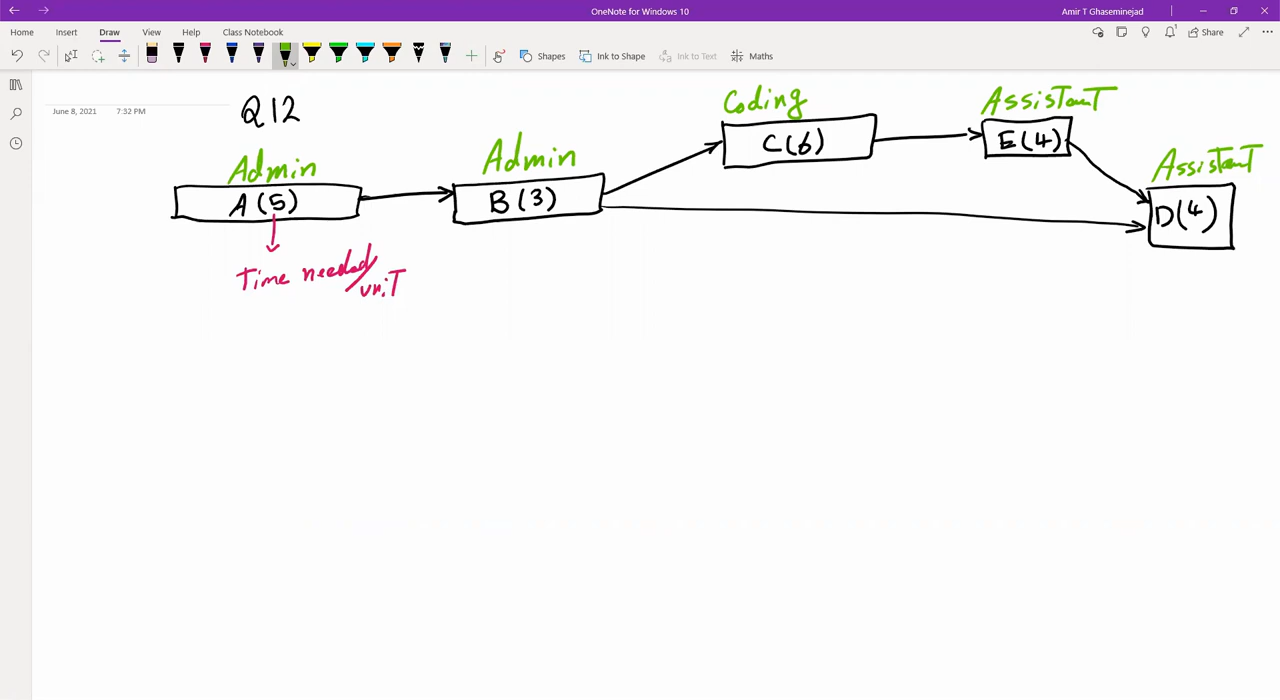 OneNote for Windows 10
Amir T Ghaseminejad
Home Insert Draw View Help Class Notebook
Share
Shapes
Ink to Shape
Ink to Text
Maths
June 8, 2021 7:32 PM
Q12
Coding
Assistant
C(6)
E(4)
Admin
Admin
Assistant
A(5)
B(3)
D(4)
Time needed/
unit